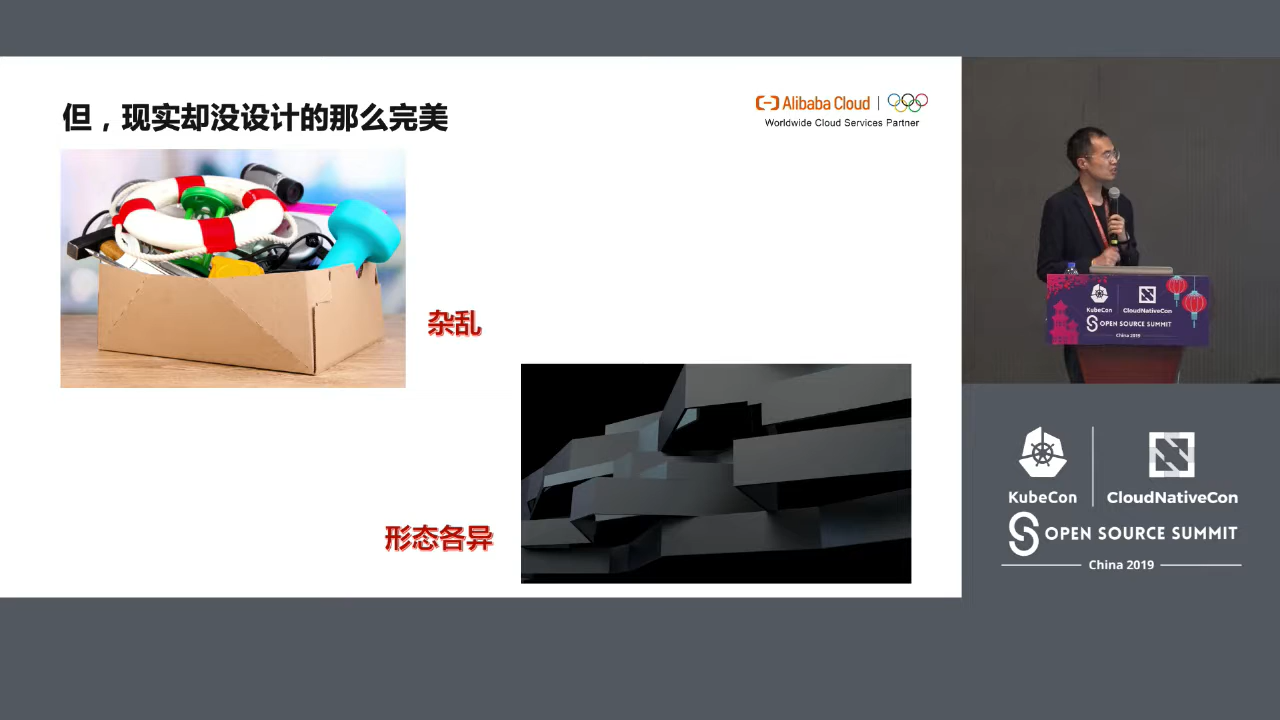 但，现实却没设计的那么完美
Alibaba Cloud
Worldwide Cloud Services Partner
杂乱
形态各异
KubeCon
CloudNativeCon
OPEN SOURCE SUMMIT
China 2019
KubeCon
CloudNativeCon
OPEN SOURCE SUMMIT
China 2019